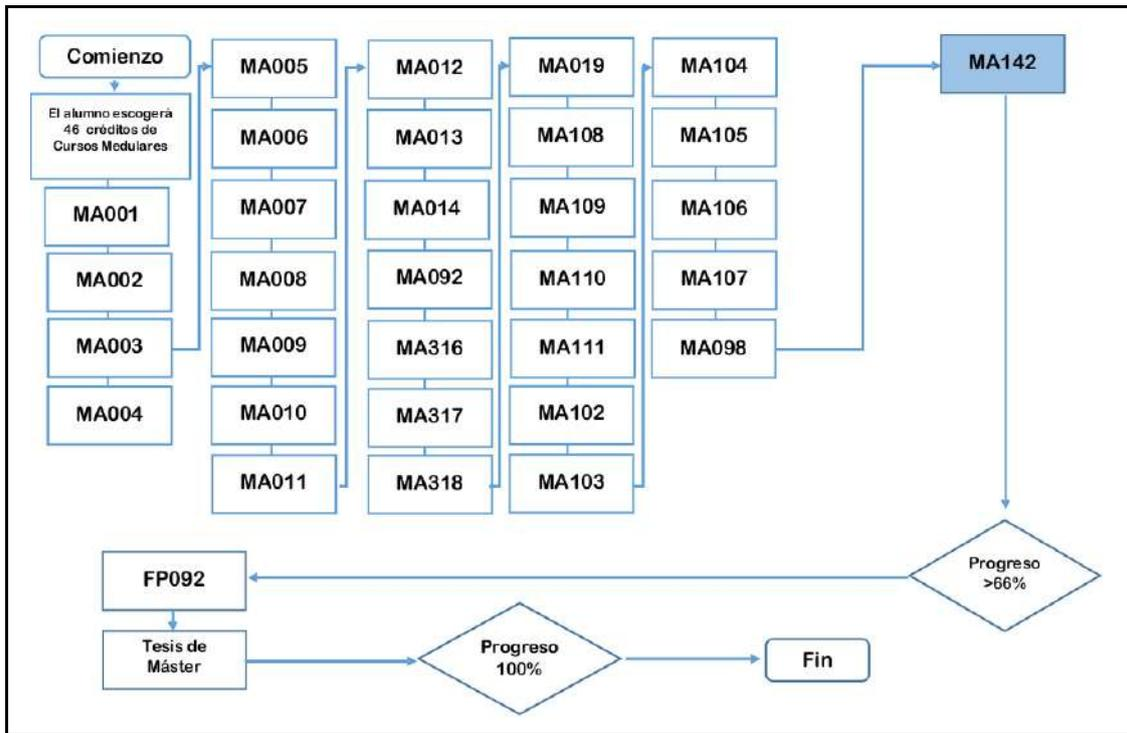 Comienzo
El alumno escogerá
46 créditos de
Cursos Medulares
MA001
MA002
MA003
MA004
MA005
MA006
MA007
MA008
MA009
MA010
MA011
MA012
MA013
MA014
MA092
MA316
MA317
MA318
MA019
MA108
MA109
MA110
MA111
MA102
MA103
MA104
MA105
MA106
MA107
MA098
MA142
Progreso
>66%
FP092
Tesis de
Máster
Progreso
100%
Fin